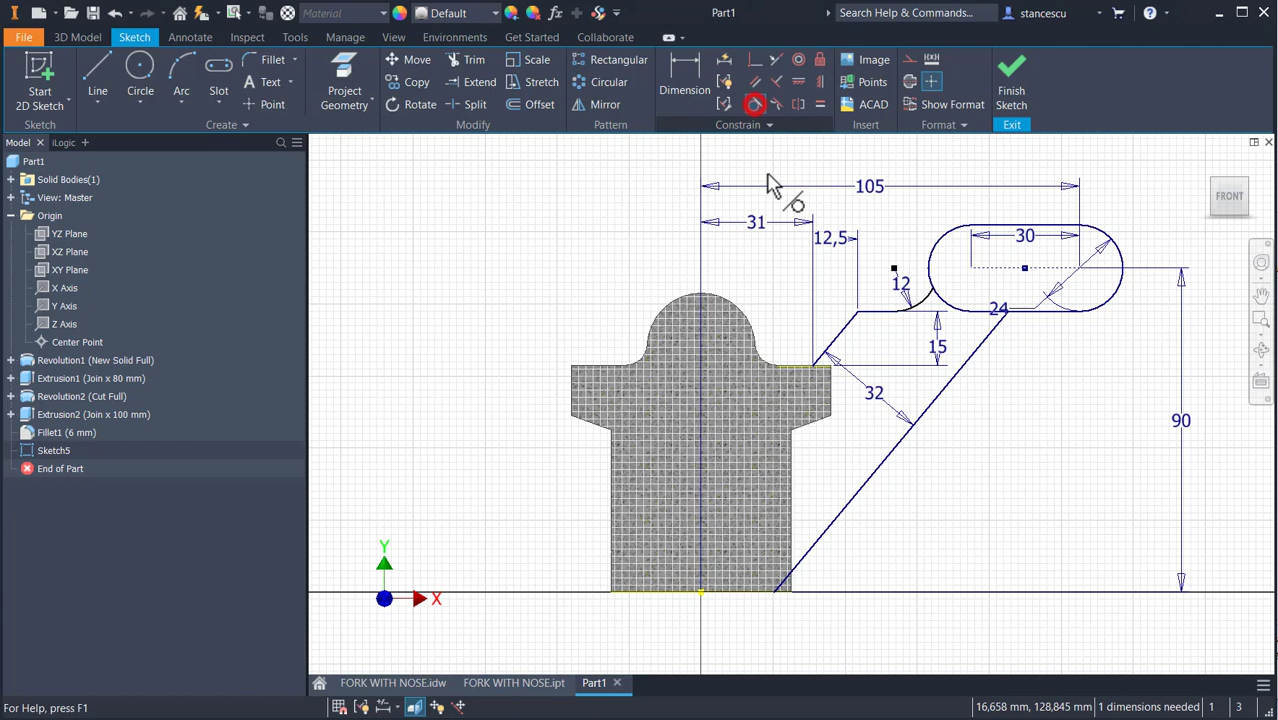 Material
Default
fx
Part1
Search Help & Commands...
stancescu
File
3D Model
Sketch
Annotate
Inspect
Tools
Manage
View
Environments
Get Started
Collaborate
Start
2D Sketch
Line
Circle
Arc
Slot
Fillet
Text
Point
Project
Geometry
Move
Copy
Rotate
Trim
Extend
Split
Scale
Stretch
Offset
Rectangular
Circular
Mirror
Dimension
Image
Points
ACAD
Show Format
Finish
Sketch
Sketch
Create
Modify
Pattern
Constrain
Insert
Format
Exit
Model
iLogic
Part1
Solid Bodies(1)
View: Master
Origin
YZ Plane
XZ Plane
XY Plane
X Axis
Y Axis
Z Axis
Center Point
Revolution1 (New Solid Full)
Extrusion1 (Join x 80 mm)
Revolution2 (Cut Full)
Extrusion2 (Join x 100 mm)
Fillet1 (6 mm)
Sketch5
End of Part
105
31
12,5
30
12
24
15
32
90
FRONT
Y
X
FORK WITH NOSE.idw
FORK WITH NOSE.ipt
Part1
For Help, press F1
16,658 mm, 128,845 mm
1 dimensions needed
1
3